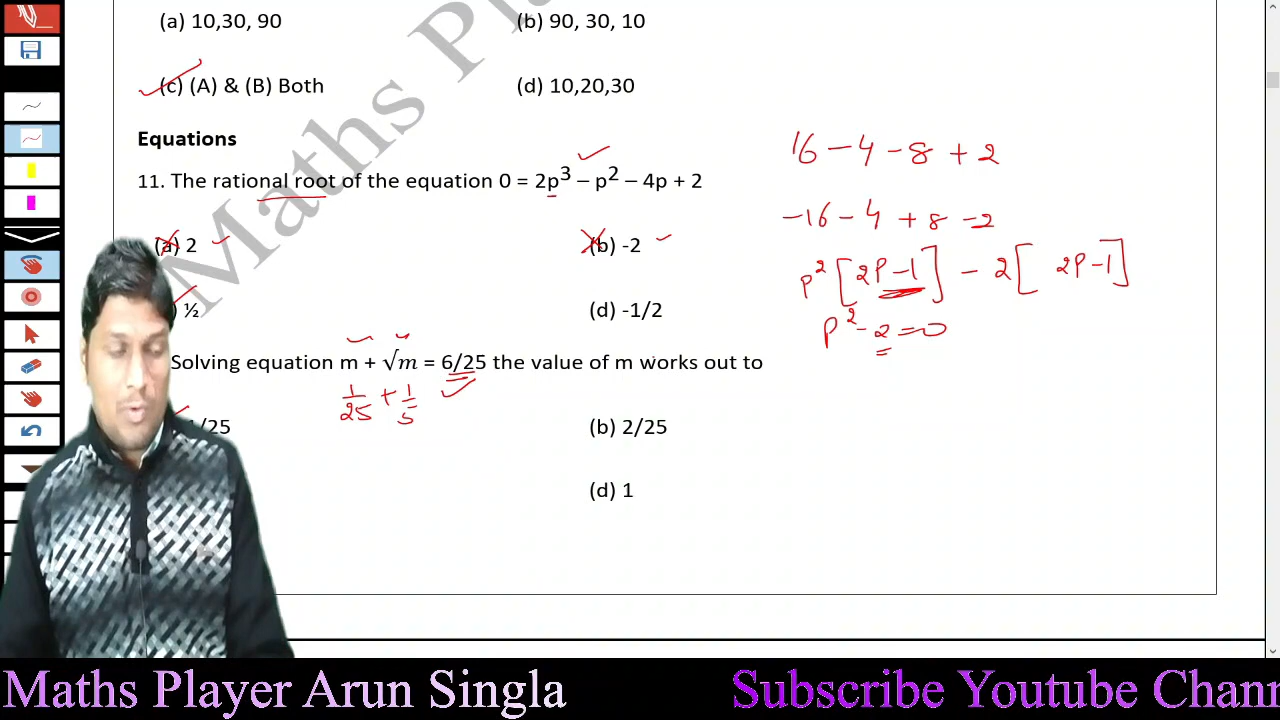 (a) 10,30, 90
(b) 90, 30, 10
(c) (A) & (B) Both
(d) 10,20,30
Equations
11. The rational root of the equation 0 = 2p³ – p² – 4p + 2
(a) 2
(b) -2
) ½
(d) -1/2
16 – 4 – 8 + 2
–16 – 4 + 8 –2
p² [2P –1] – 2 [2P –1]
p² – 2 = 0
Solving equation m + √m = 6/25 the value of m works out to
1/25 + 1/5
/25
(b) 2/25
(d) 1
Maths Pla
Maths Player Arun Singla
Subscribe Youtube Chann